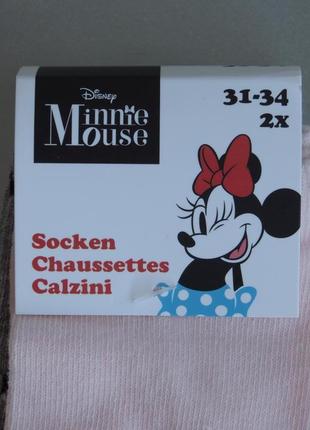 Disney
Minnie
Mouse
31-34
2x
Socken
Chaussettes
Calzini